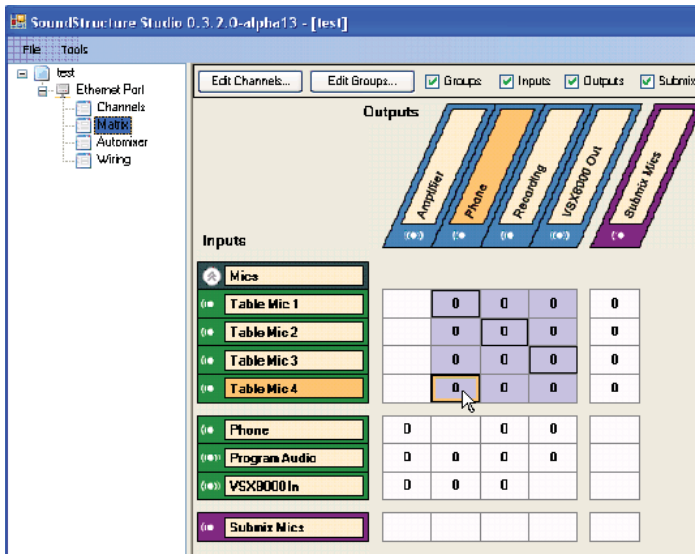 SoundStructure Studio 0.3.2.0-alpha13 - [test]
File Tools
test
Ethernet Port
Channels
Matrix
Automixer
Wiring
Edit Channels... Edit Groups... Groups Inputs Outputs Submix
Outputs
Amplifier
Phone
Recording
VSX8000 Out
Submix Mics
Inputs
Mics
Table Mic 1 0 0 0 0
Table Mic 2 0 0 0 0
Table Mic 3 0 0 0 0
Table Mic 4 0 0 0 0
Phone 0 0 0
Program Audio 0 0 0 0
VSX8000 In 0 0 0
Submix Mics